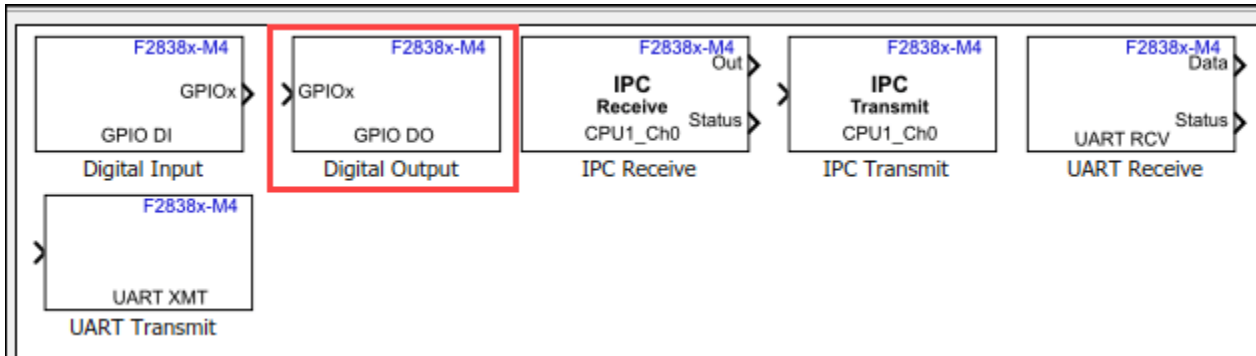 F2838x-M4
GPIOx
GPIO DI
Digital Input
F2838x-M4
GPIOx
GPIO DO
Digital Output
F2838x-M4
Out
IPC
Receive
Status
CPU1_Ch0
IPC Receive
F2838x-M4
IPC
Transmit
CPU1_Ch0
IPC Transmit
F2838x-M4
Data
Status
UART RCV
UART Receive
F2838x-M4
UART XMT
UART Transmit